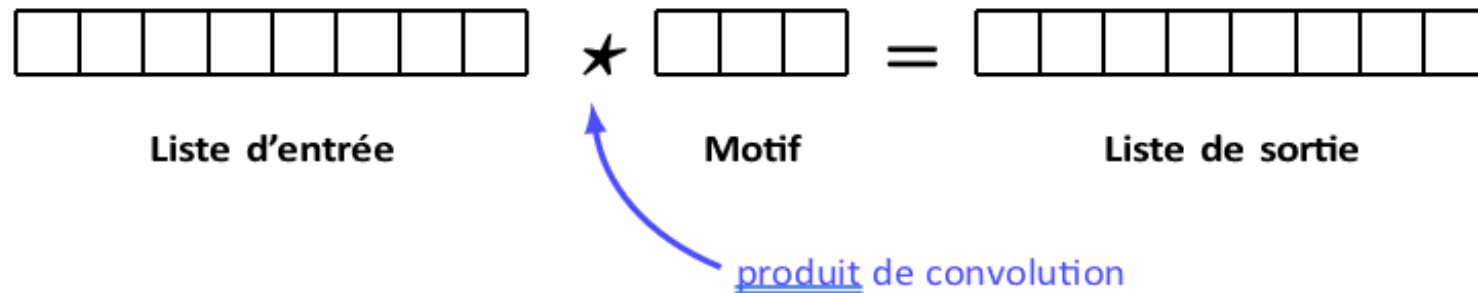 Liste d'entrée
Motif
Liste de sortie
produit de convolution